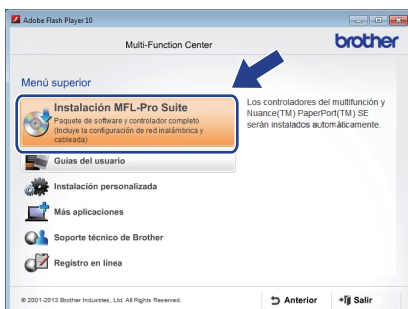 Adobe Flash Player 10
Multi-Function Center
brother
Menú superior
Instalación MFL-Pro Suite
Paquete de software y controlador completo
(Incluye la configuración de red inalámbrica y
cableada)
Los controladores del multifunción y
Nuance(TM) PaperPort(TM) SE
serán instalados automáticamente.
Guías del usuario
Instalación personalizada
Más aplicaciones
Soporte técnico de Brother
Registro en línea
© 2001-2013 Brother Industries, Ltd. All Rights Reserved.
Anterior
Salir